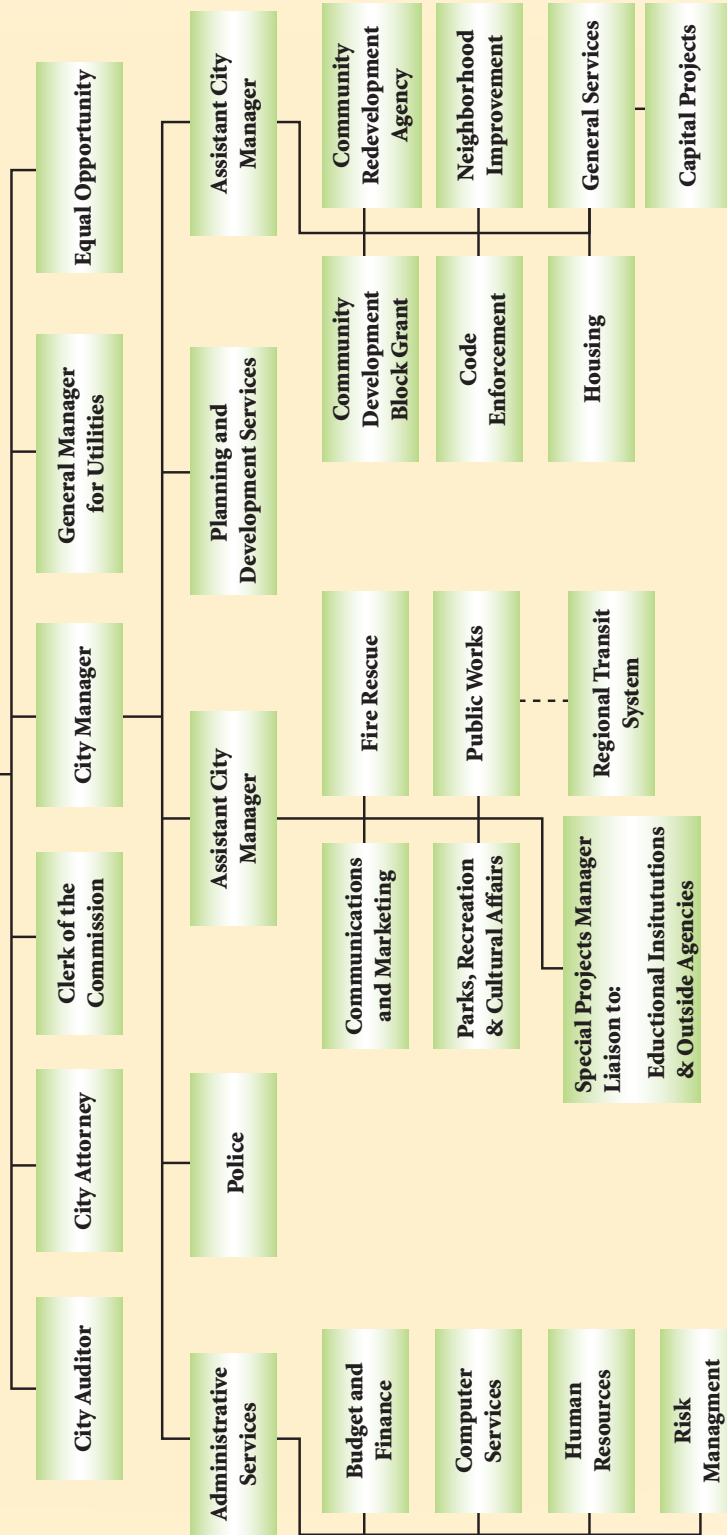 City Auditor
City Attorney
Clerk of the
Commission
City Manager
General Manager
for Utilities
Equal Opportunity
Administrative
Services
Police
Assistant City
Manager
Planning and
Development Services
Assistant City
Manager
Budget and
Finance
Computer
Services
Human
Resources
Risk
Managment
Communications
and Marketing
Fire Rescue
Parks, Recreation
& Cultural Affairs
Public Works
Special Projects Manager
Liaison to:
Eductional Insitututions
& Outside Agencies
Regional Transit
System
Community
Development
Block Grant
Community
Redevelopment
Agency
Code
Enforcement
Neighborhood
Improvement
Housing
General Services
Capital Projects